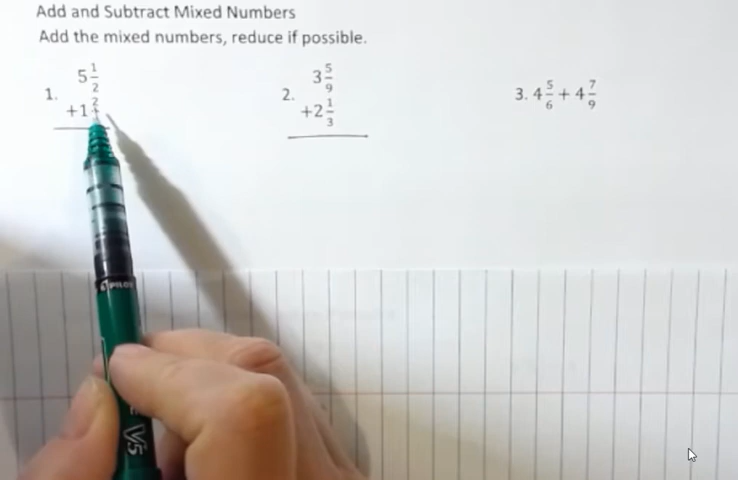 Add and Subtract Mixed Numbers
Add the mixed numbers, reduce if possible.
1. 5 1/2
+1 2/
2. 3 5/9
+2 1/3
3. 4 5/6 + 4 7/9
PILOT
V5